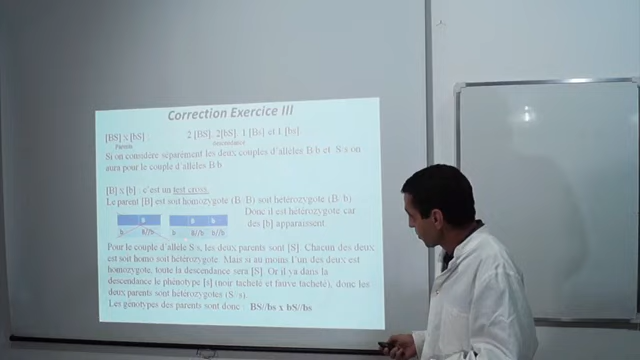 Correction Exercice III
[BS] x [bS] : 2 [BS], 2[bS] 1 [Bs] et 1 [bs]
Parents descendance
Si on considère séparément les deux couples d'allèles B/b et S/s on
aura pour le couple d'allèles B/b
[B] x [b] : c'est un test cross.
Le parent [B] est soit homozygote (B//B) soit hétérozygote (B//b)
B B b
b B//b b B//b b//b
Donc il est hétérozygote car
des [b] apparaissent.
Pour le couple d'allèle S/s, les deux parents sont [S]. Chacun des deux
est soit homo soit hétérozygote. Mais si au moins l'un des deux est
homozygote, toute la descendance sera [S]. Or il ya dans la
descendance le phénotype [s] (noir tacheté et fauve tacheté), donc les
deux parents sont hétérozygotes (S//s).
Les génotypes des parents sont donc : BS//bs x bS//bs